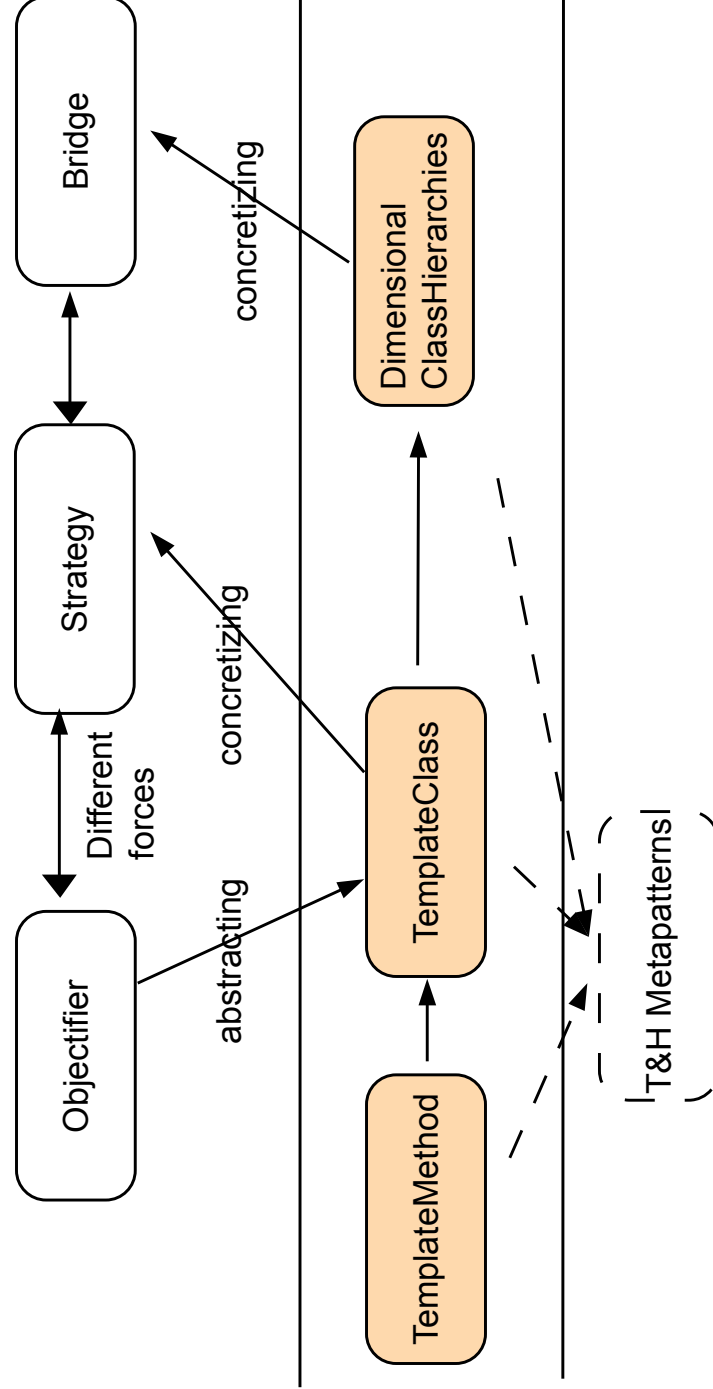 Objectifier
Strategy
Bridge
Different
forces
abstracting
concretizing
concretizing
TemplateMethod
TemplateClass
Dimensional
ClassHierarchies
T&H Metapatterns